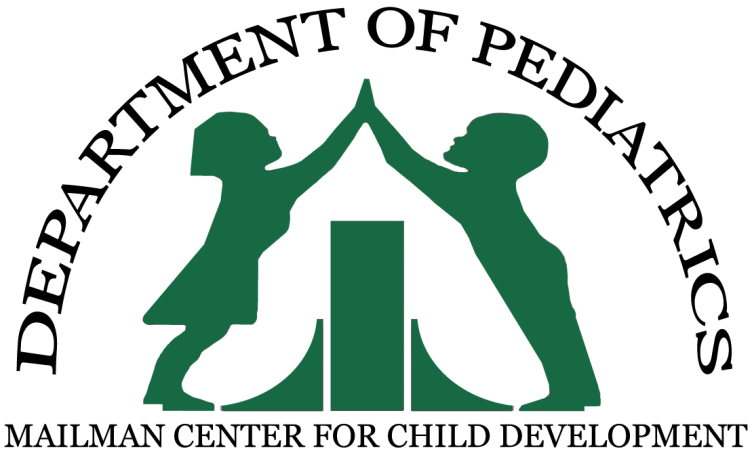 DEPARTMENT OF PEDIATRICS
MAILMAN CENTER FOR CHILD DEVELOPMENT